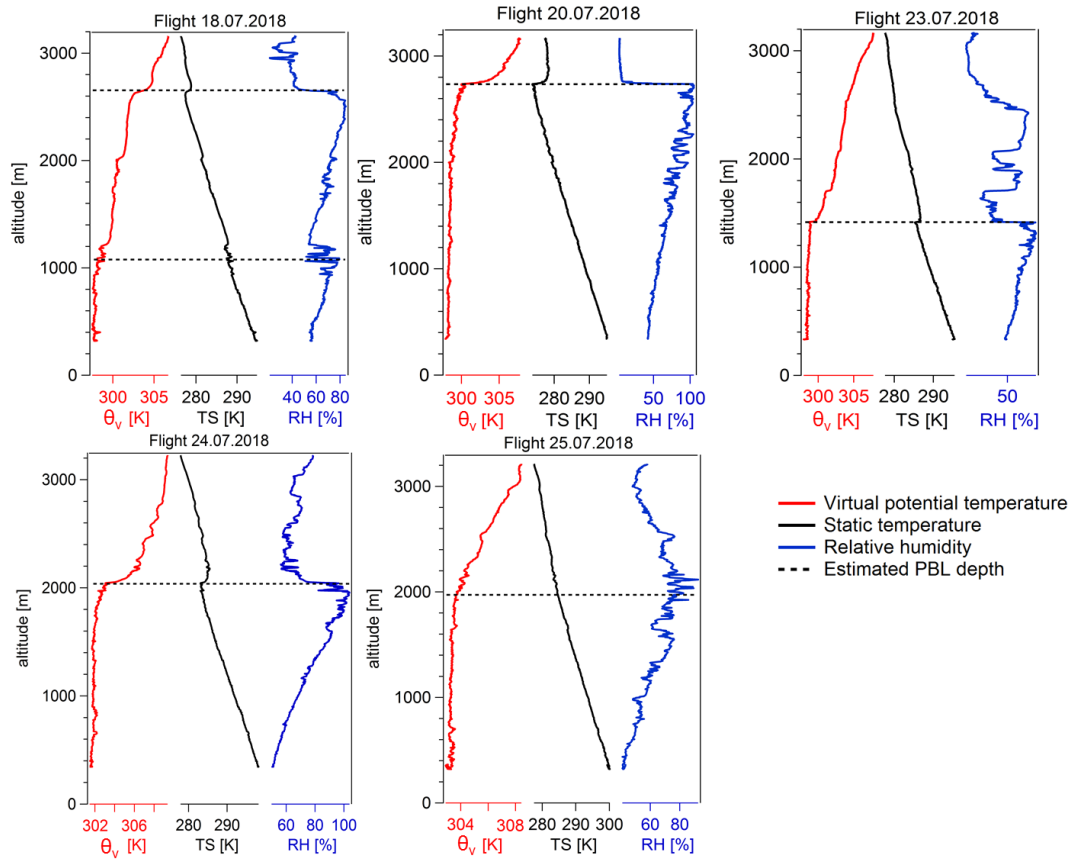 Flight 18.07.2018
3000
2000
1000
0
altitude [m]
300 305
280 290
40 60 80
θv [K] TS [K] RH [%]
Flight 20.07.2018
3000
2000
1000
0
altitude [m]
300 305
280 290
50 100
θv [K] TS [K] RH [%]
Flight 23.07.2018
3000
2000
1000
0
altitude [m]
300 305
280 290
50
θv [K] TS [K] RH [%]
Flight 24.07.2018
3000
2000
1000
0
altitude [m]
302 306
280 290
60 80 100
θv [K] TS [K] RH [%]
Flight 25.07.2018
3000
2000
1000
0
altitude [m]
304 308
280 290 300
60 80
θv [K] TS [K] RH [%]
Virtual potential temperature
Static temperature
Relative humidity
Estimated PBL depth